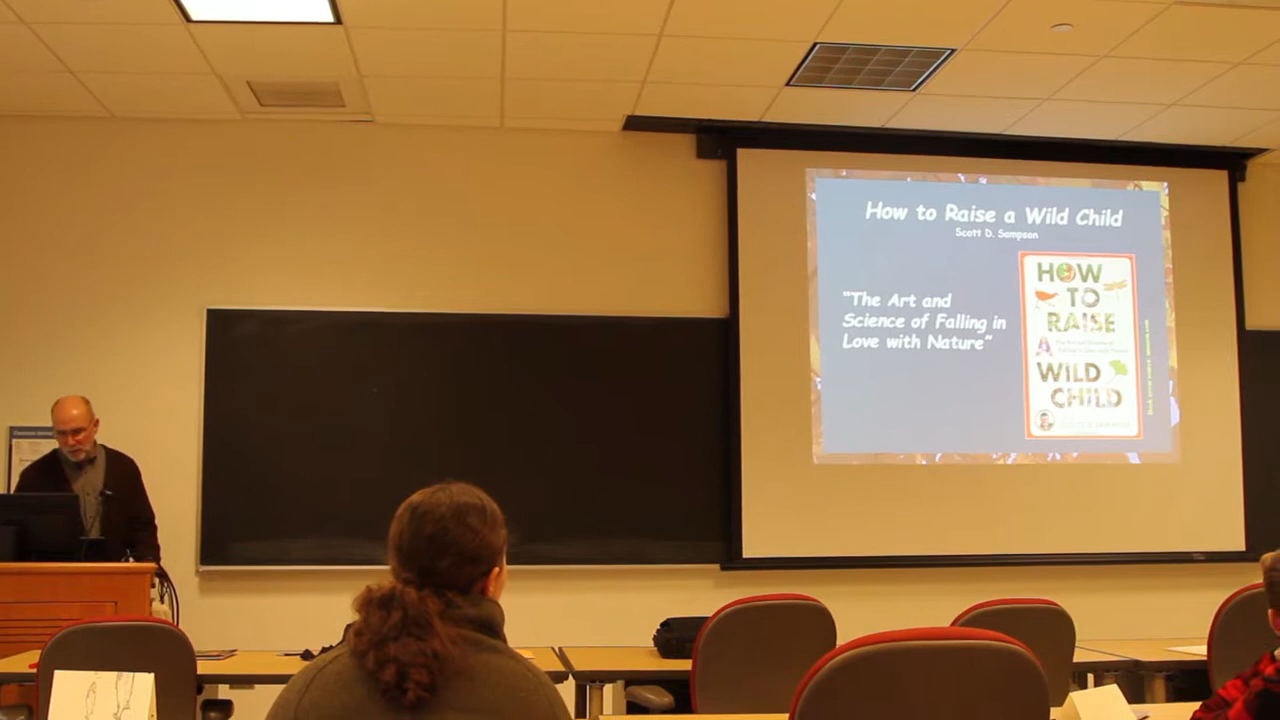 How to Raise a Wild Child
Scott D. Sampson
"The Art and
Science of Falling in
Love with Nature"
HOW
TO
RAISE
A
WILD
CHILD